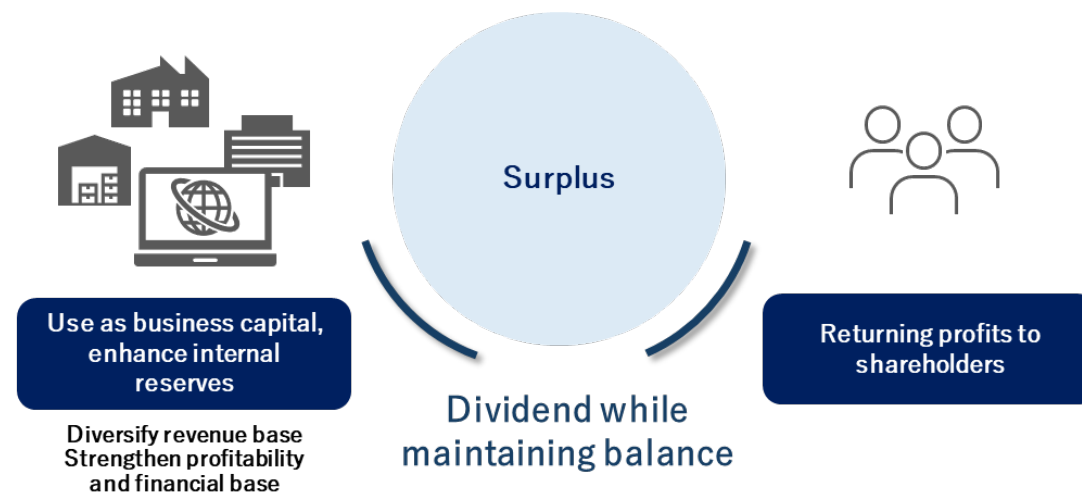 Surplus
Use as business capital,
enhance internal
reserves
Diversify revenue base
Strengthen profitability
and financial base
Dividend while
maintaining balance
Returning profits to
shareholders